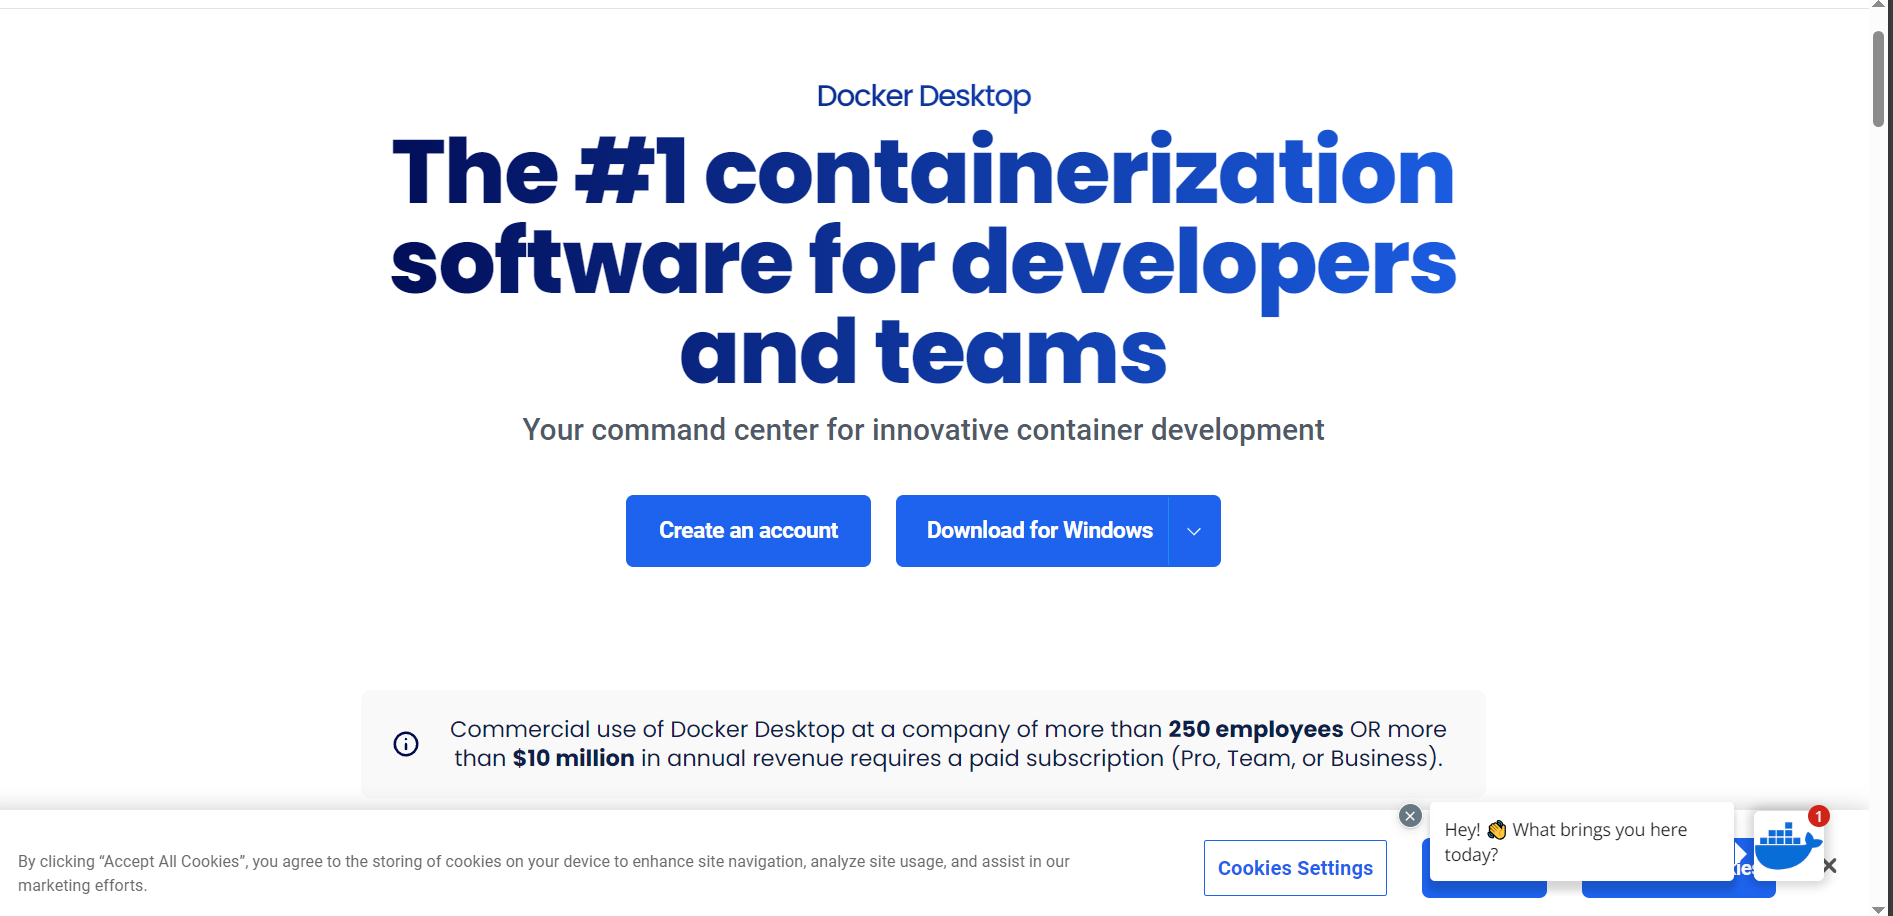 Docker Desktop
The #1 containerization
software for developers
and teams
Your command center for innovative container development
Create an account
Download for Windows
Commercial use of Docker Desktop at a company of more than 250 employees OR more
than $10 million in annual revenue requires a paid subscription (Pro, Team, or Business).
By clicking “Accept All Cookies”, you agree to the storing of cookies on your device to enhance site navigation, analyze site usage, and assist in our
marketing efforts.
Cookies Settings
Hey! 👏 What brings you here
today?
1